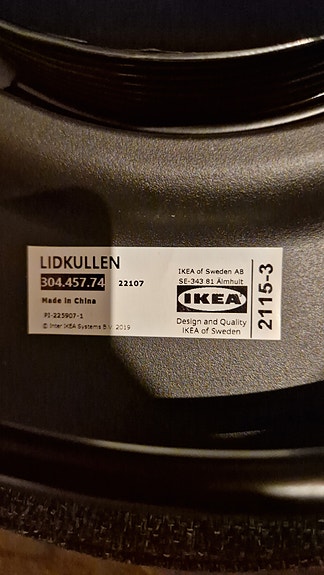 LIDKULLEN
304.457.74 22107
Made in China
PI-225907-1
© Inter IKEA Systems B.V. 2019
IKEA of Sweden AB
SE-343 81 Älmhult
IKEA
Design and Quality
IKEA of Sweden
2115-3